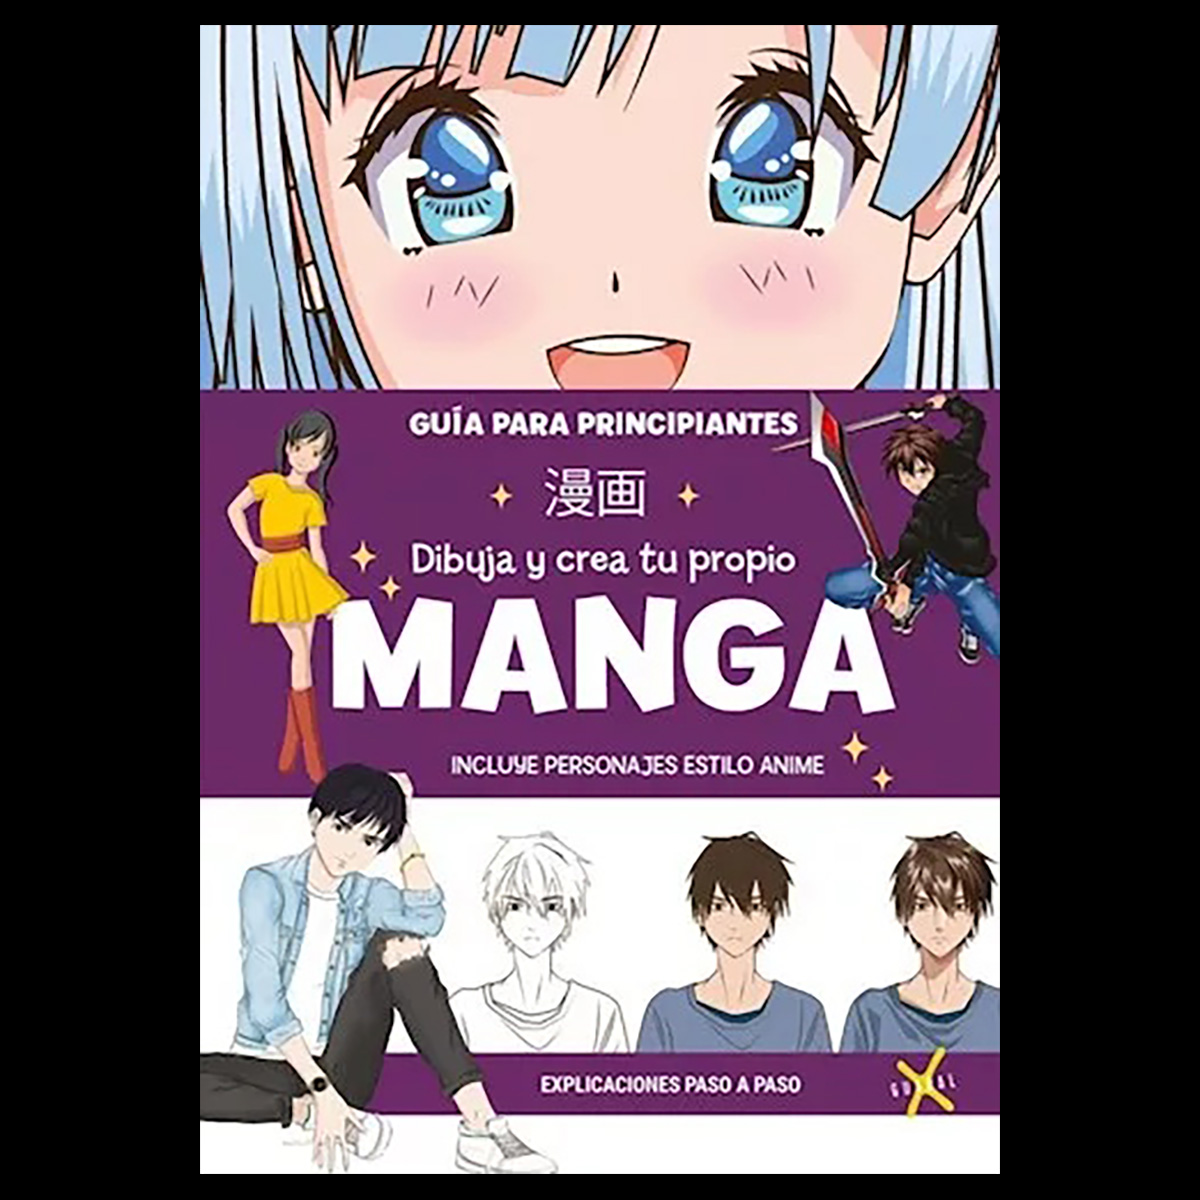 GUÍA PARA PRINCIPIANTES
漫画
Dibuja y crea tu propio
MANGA
INCLUYE PERSONAJES ESTILO ANIME
EXPLICACIONES PASO A PASO